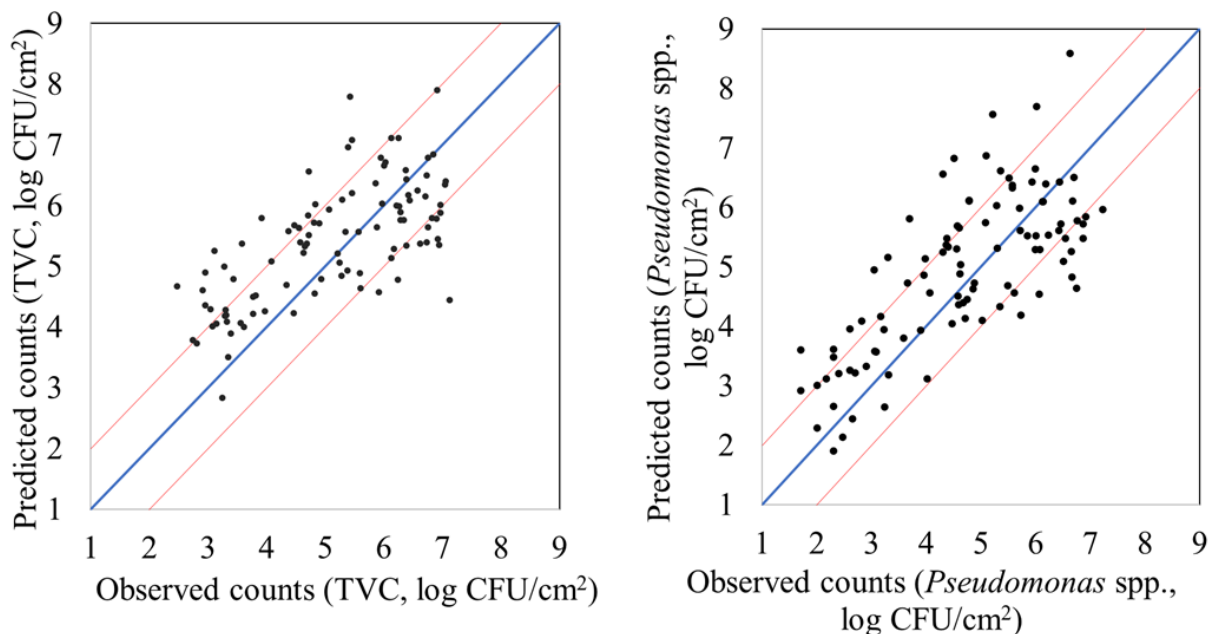 Predicted counts (TVC, log CFU/cm²)
9
8
7
6
5
4
3
2
1
1 2 3 4 5 6 7 8 9
Observed counts (TVC, log CFU/cm²)
Predicted counts (Pseudomonas spp.,
log CFU/cm²)
9
8
7
6
5
4
3
2
1
1 2 3 4 5 6 7 8 9
Observed counts (Pseudomonas spp.,
log CFU/cm²)